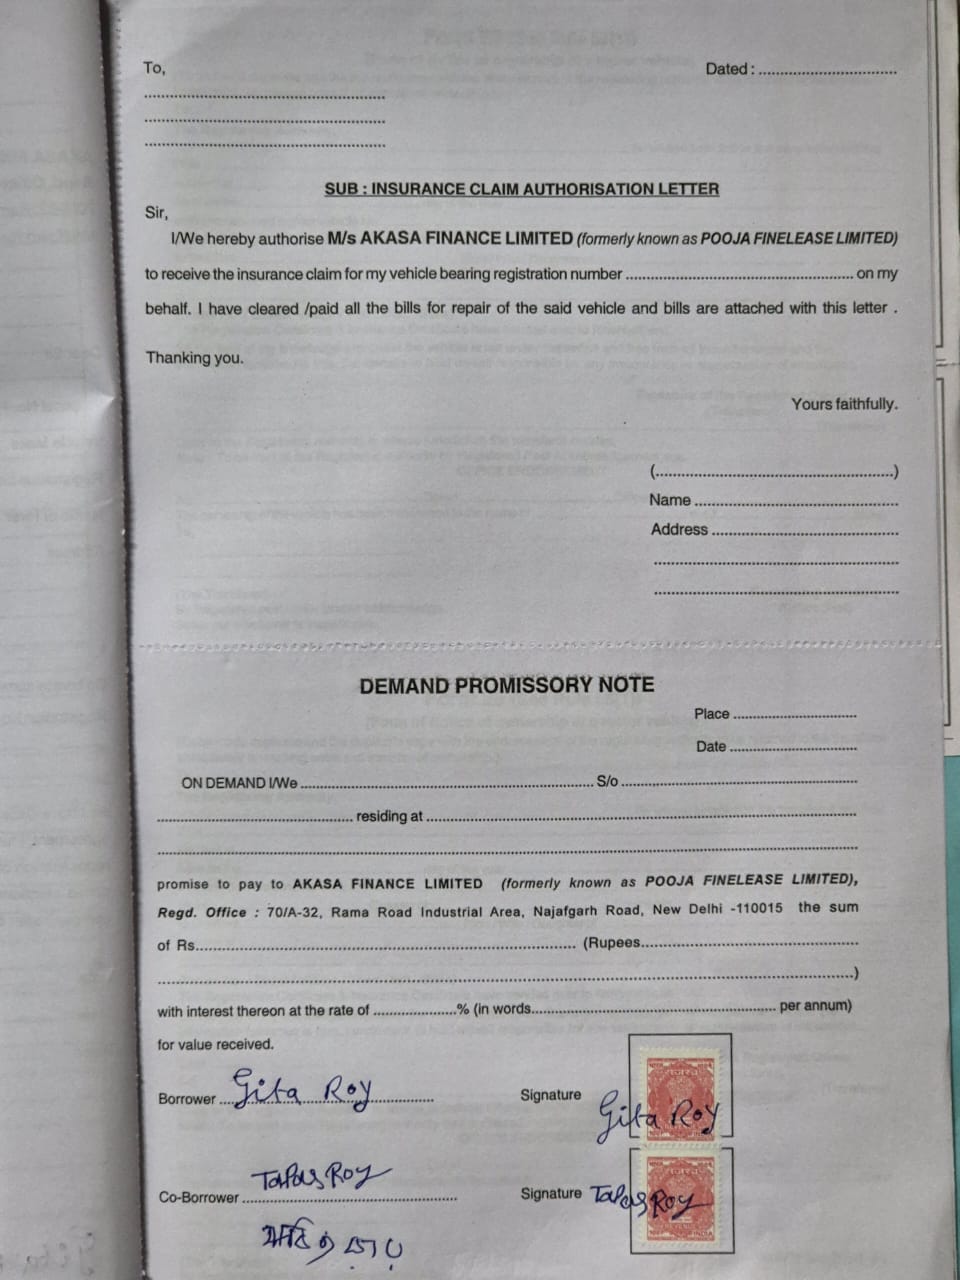 To,
Dated : ................................
........................................................
........................................................
........................................................
SUB : INSURANCE CLAIM AUTHORISATION LETTER
Sir,
I/We hereby authorise M/s AKASA FINANCE LIMITED (formerly known as POOJA FINELEASE LIMITED)
to receive the insurance claim for my vehicle bearing registration number ..................................................... on my
behalf. I have cleared /paid all the bills for repair of the said vehicle and bills are attached with this letter .
Thanking you.
Yours faithfully.
(.......................................................)
Name ...............................................
Address ...........................................
.........................................................
.........................................................
DEMAND PROMISSORY NOTE
Place .............................
Date ..............................
ON DEMAND I/We .................................................................... S/o .......................................................
.............................................. residing at ....................................................................................................
..................................................................................................................................................................
promise to pay to AKASA FINANCE LIMITED (formerly known as POOJA FINELEASE LIMITED),
Regd. Office : 70/A-32, Rama Road Industrial Area, Najafgarh Road, New Delhi -110015 the sum
of Rs........................................................................................ (Rupees..................................................
................................................................................................................................................................)
with interest thereon at the rate of ...................% (in words......................................................... per annum)
for value received.
Borrower .... Gita Roy ...............
Signature Gita Roy
Co-Borrower .... Tapas Roy ....
Signature Tapas Roy